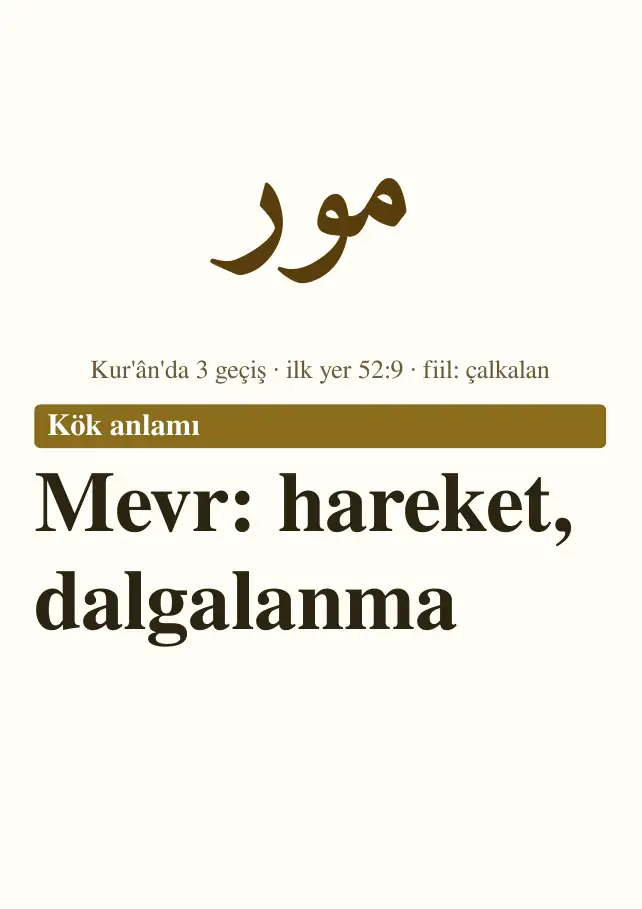 مور
Kur'ân'da 3 geçiş · ilk yer 52:9 · fiil: çalkalan
Kök anlamı
Mevr: hareket,
dalgalanma